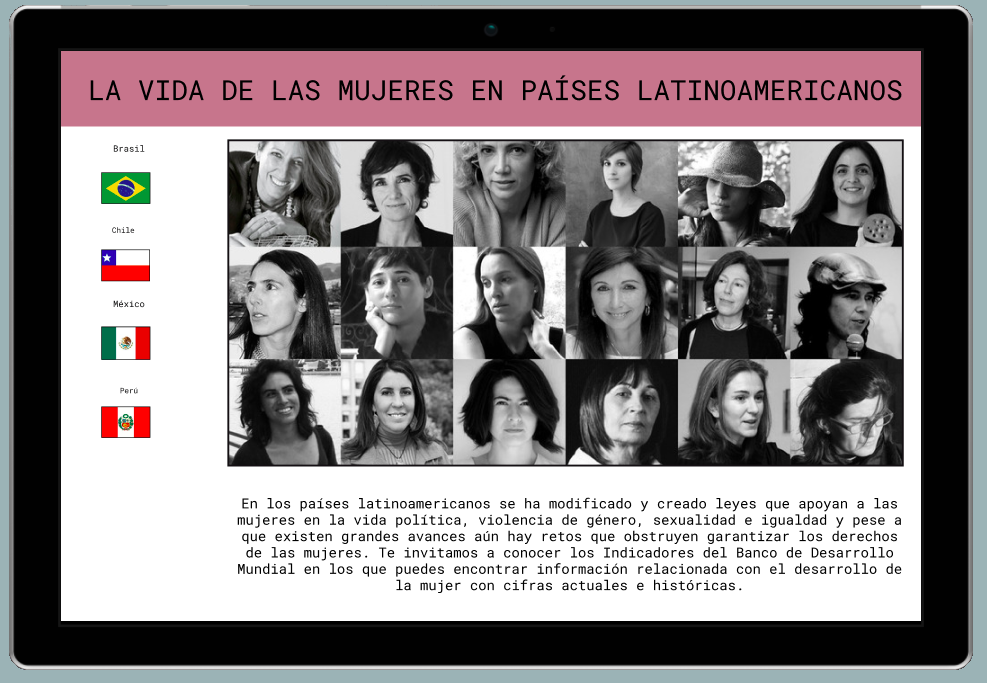 LA VIDA DE LAS MUJERES EN PAÍSES LATINOAMERICANOS
Brasil
Chile
México
Perú
En los países latinoamericanos se ha modificado y creado leyes que apoyan a las
mujeres en la vida política, violencia de género, sexualidad e igualdad y pese a
que existen grandes avances aún hay retos que obstruyen garantizar los derechos
de las mujeres. Te invitamos a conocer los Indicadores del Banco de Desarrollo
Mundial en los que puedes encontrar información relacionada con el desarrollo de
la mujer con cifras actuales e históricas.